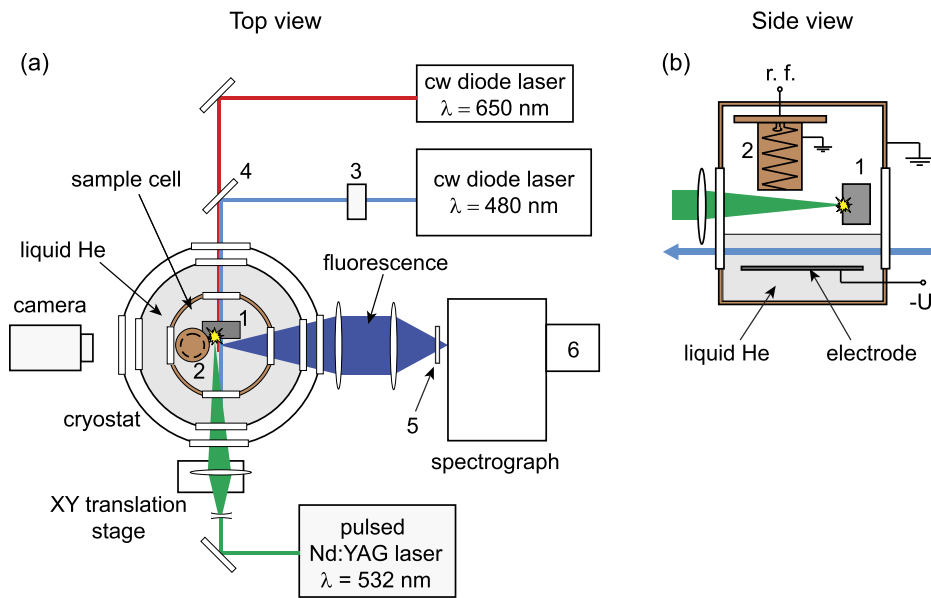 Top view
Side view
(a)
cw diode laser
λ = 650 nm
4
3
cw diode laser
λ = 480 nm
sample cell
liquid He
fluorescence
camera
1
2
6
5
cryostat
spectrograph
XY translation
stage
pulsed
Nd:YAG laser
λ = 532 nm
(b)
r. f.
2
1
-U
liquid He
electrode